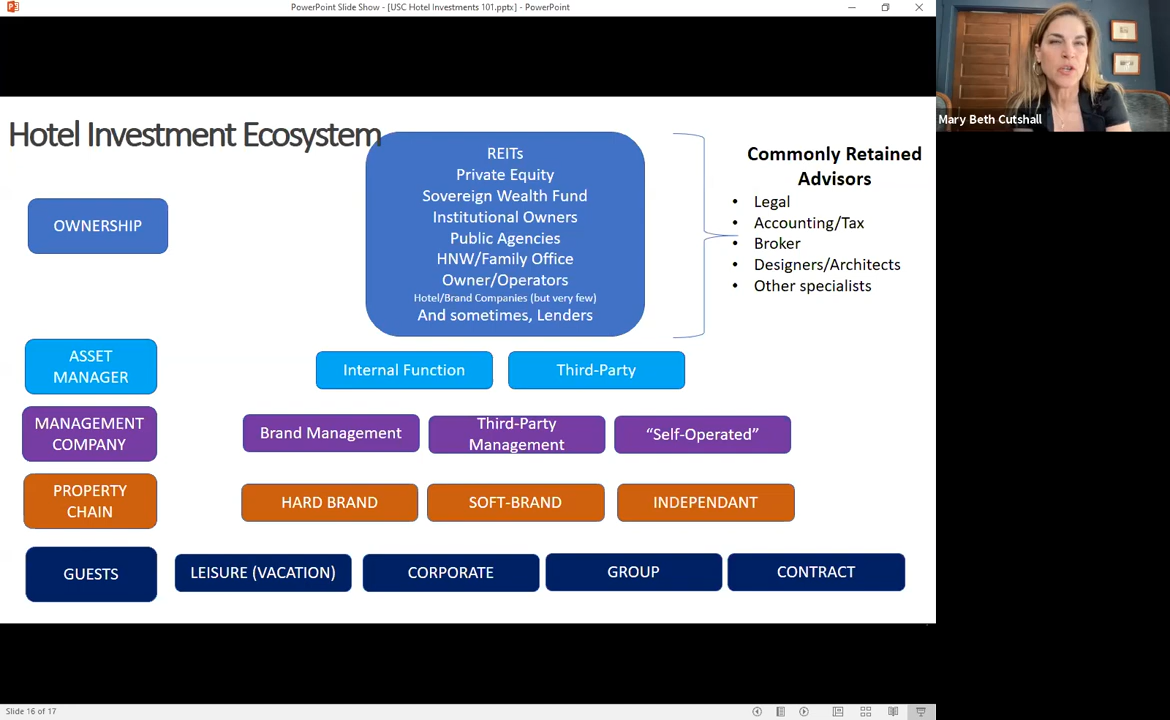 PowerPoint Slide Show - [USC Hotel Investments 101.pptx] - PowerPoint
Mary Beth Cutshall
Hotel Investment Ecosystem
OWNERSHIP
REITs
Private Equity
Sovereign Wealth Fund
Institutional Owners
Public Agencies
HNW/Family Office
Owner/Operators
Hotel/Brand Companies (but very few)
And sometimes, Lenders
Commonly Retained
Advisors
• Legal
• Accounting/Tax
• Broker
• Designers/Architects
• Other specialists
ASSET
MANAGER
Internal Function
Third-Party
MANAGEMENT
COMPANY
Brand Management
Third-Party
Management
“Self-Operated”
PROPERTY
CHAIN
HARD BRAND
SOFT-BRAND
INDEPENDANT
GUESTS
LEISURE (VACATION)
CORPORATE
GROUP
CONTRACT
Slide 16 of 17